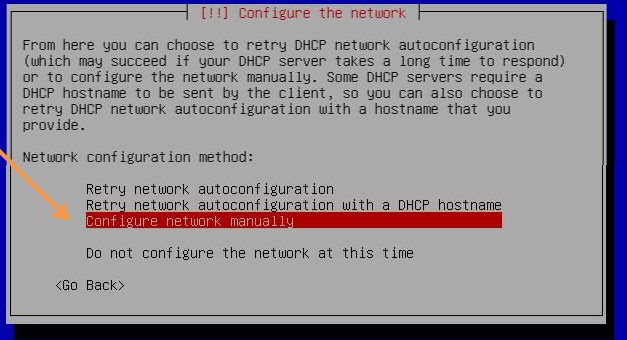 [!!] Configure the network
From here you can choose to retry DHCP network autoconfiguration
(which may succeed if your DHCP server takes a long time to respond)
or to configure the network manually. Some DHCP servers require a
DHCP hostname to be sent by the client, so you can also choose to
retry DHCP network autoconfiguration with a hostname that you
provide.
Network configuration method:
Retry network autoconfiguration
Retry network autoconfiguration with a DHCP hostname
Configure network manually
Do not configure the network at this time
<Go Back>